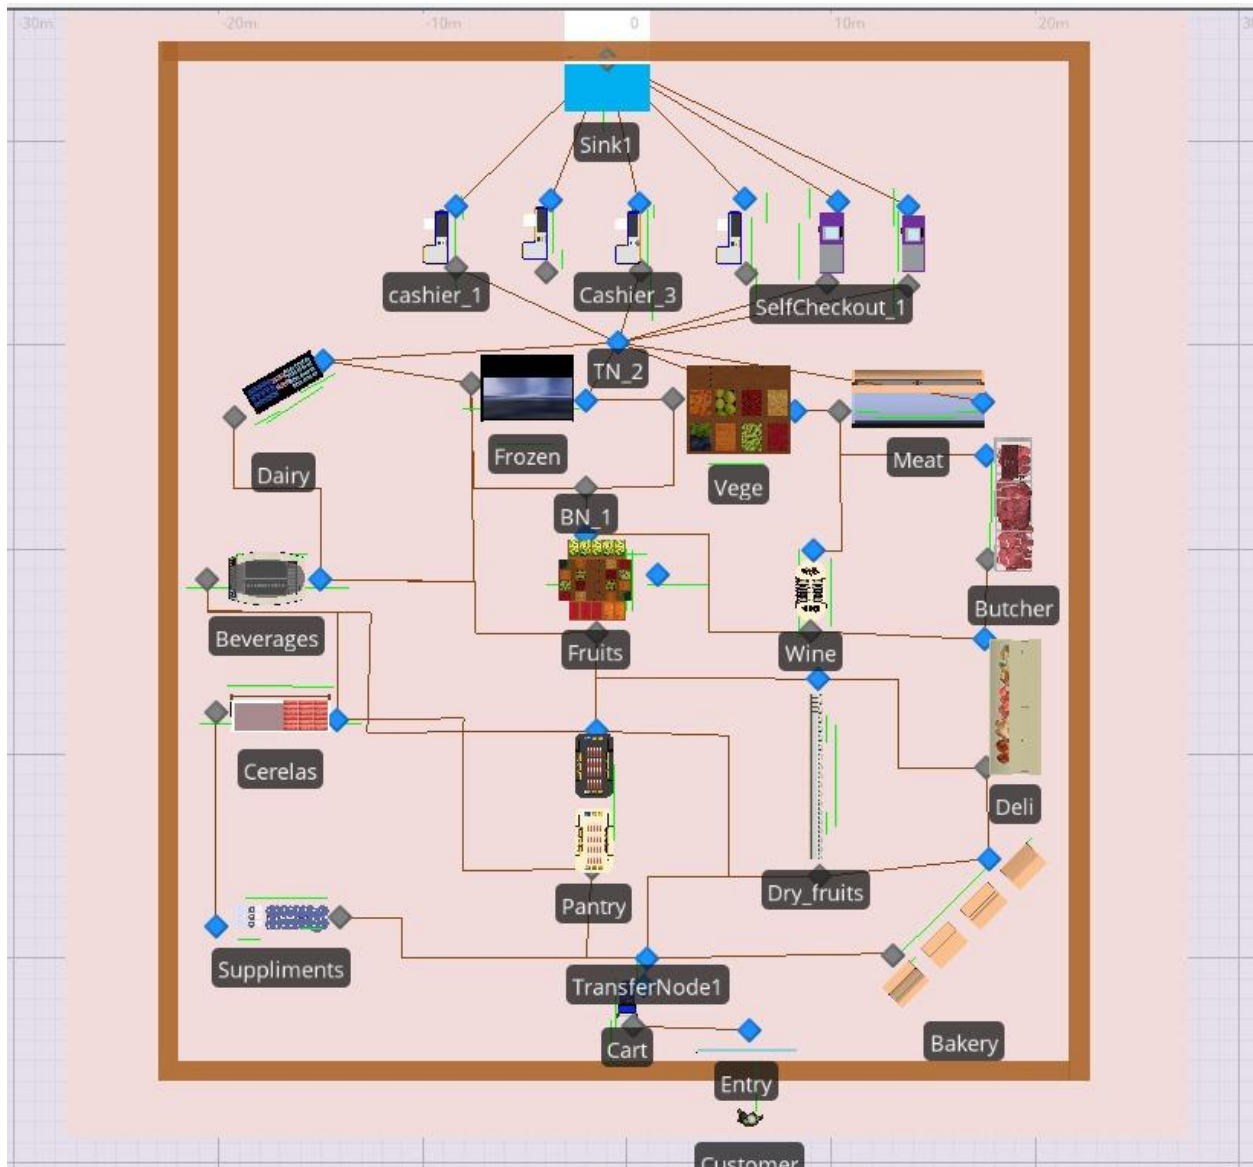 -30m -20m -10m 0 10m 20m
Sink1
cashier_1 Cashier_3 SelfCheckout_1
TN_2
Dairy Frozen Vege Meat
BN_1
Butcher
Beverages Fruits Wine
Cerelas
Deli
Pantry Dry_fruits
Suppliments TransferNode1
Cart Bakery
Entry
Customer